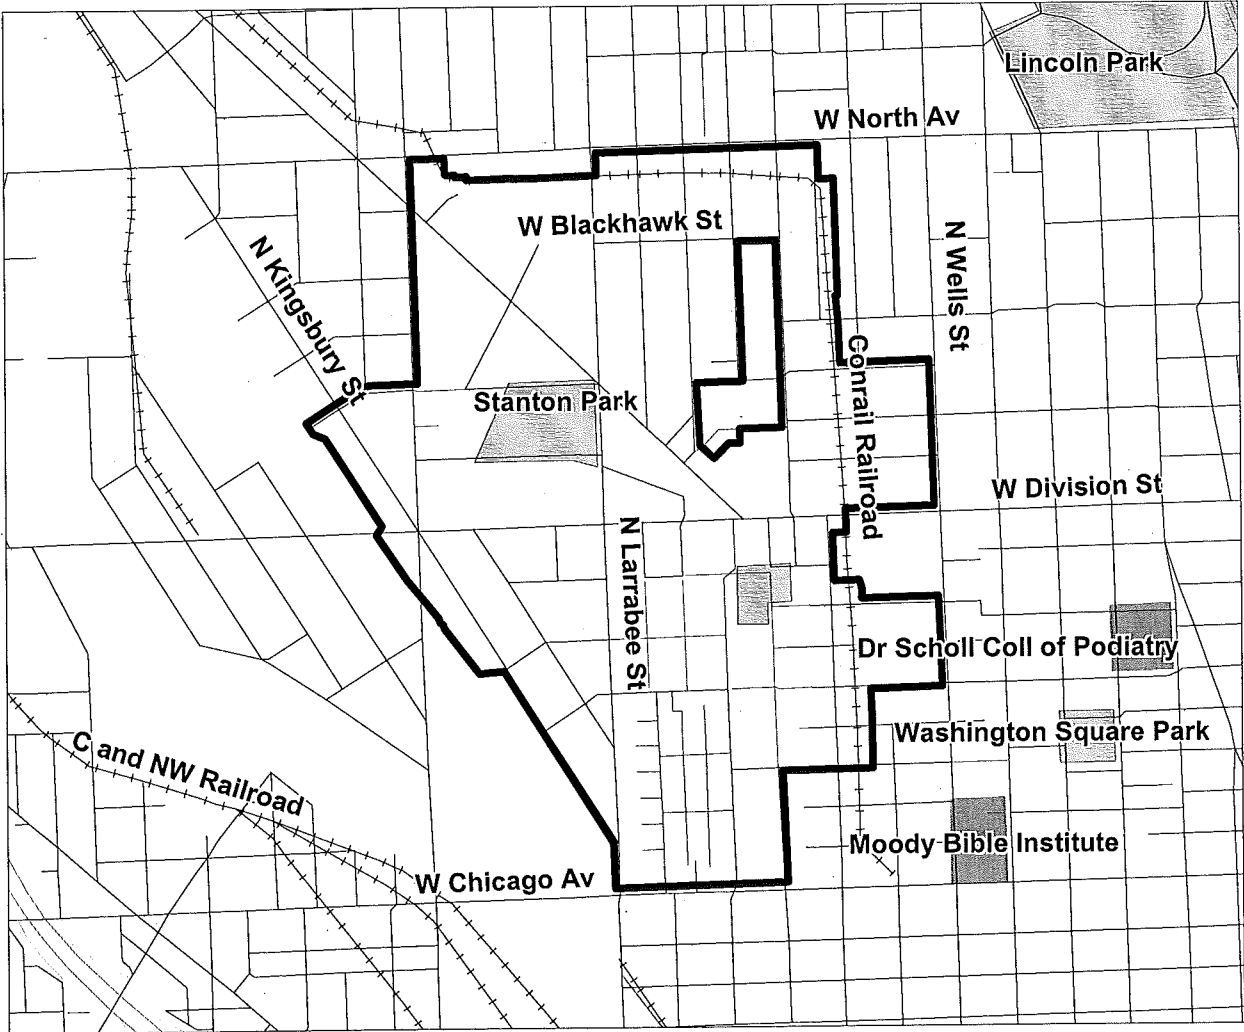 Lincoln Park
W North Av
W Blackhawk St
N Wells St
N Kingsbury St
Conrail Railroad
Stanton Park
W Division St
N Larrabee St
Dr Scholl Coll of Podiatry
Washington Square Park
C and NW Railroad
Moody Bible Institute
W Chicago Av